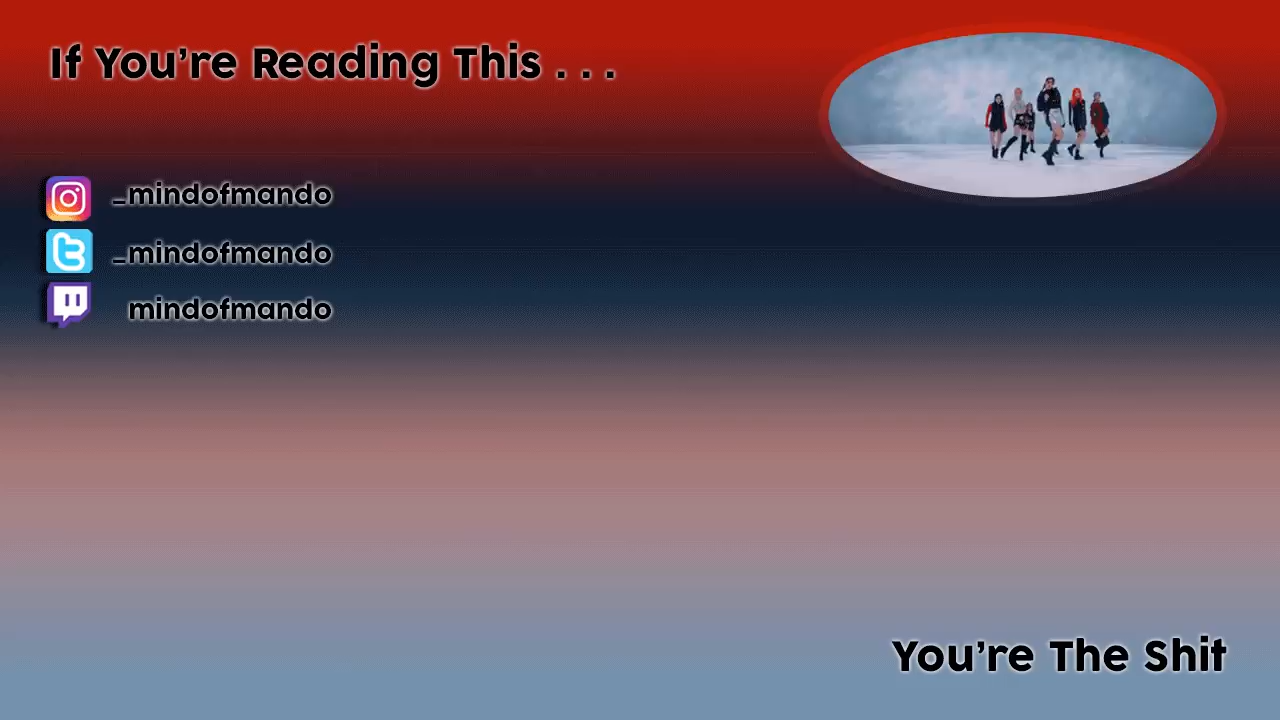 If You're Reading This . . .
_mindofmando
_mindofmando
mindofmando
You're The Shit